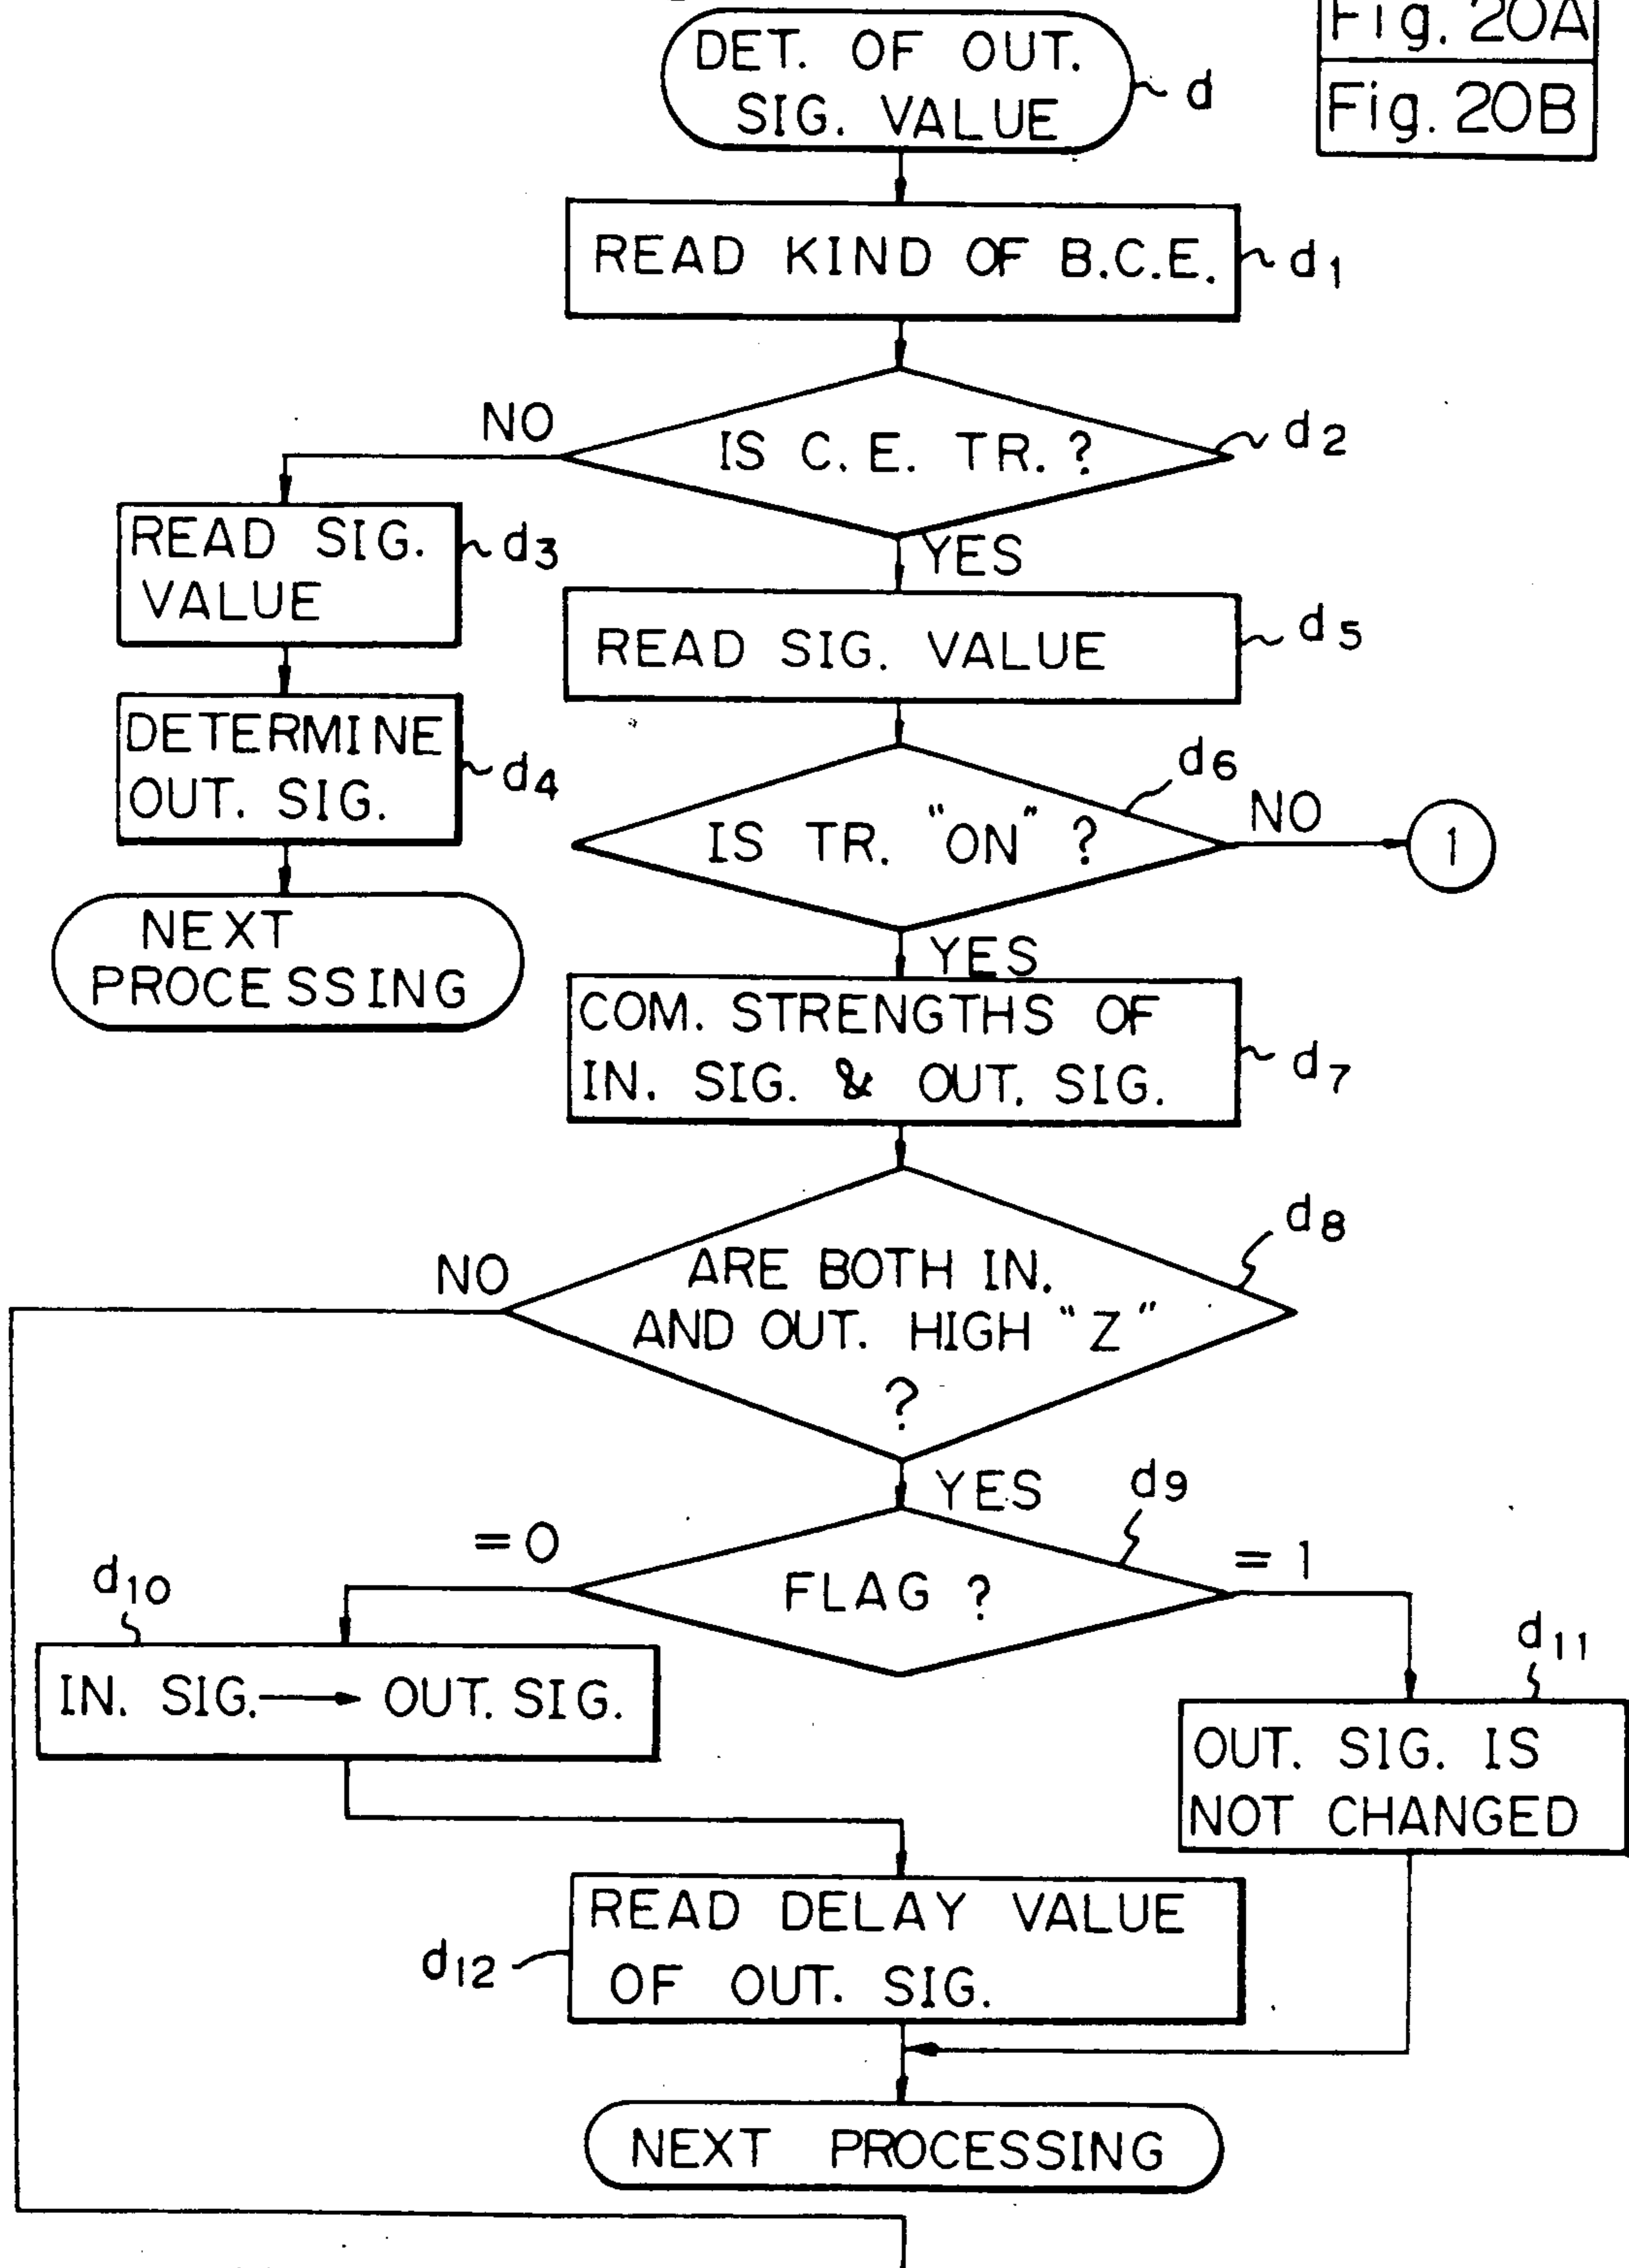 Fig. 20A
Fig. 20B
DET. OF OUT.
SIG. VALUE
d
READ KIND OF B.C.E.
d1
IS C.E. TR. ?
d2
NO
YES
READ SIG.
VALUE
d3
READ SIG. VALUE
d5
DETERMINE
OUT. SIG.
d4
IS TR. "ON" ?
d6
NO
1
YES
NEXT
PROCESSING
COM. STRENGTHS OF
IN. SIG. & OUT. SIG.
d7
ARE BOTH IN.
AND OUT. HIGH "Z"
?
d8
NO
YES
FLAG ?
d9
= 0
= 1
d10
IN. SIG. → OUT. SIG.
d11
OUT. SIG. IS
NOT CHANGED
READ DELAY VALUE
OF OUT. SIG.
d12
NEXT PROCESSING